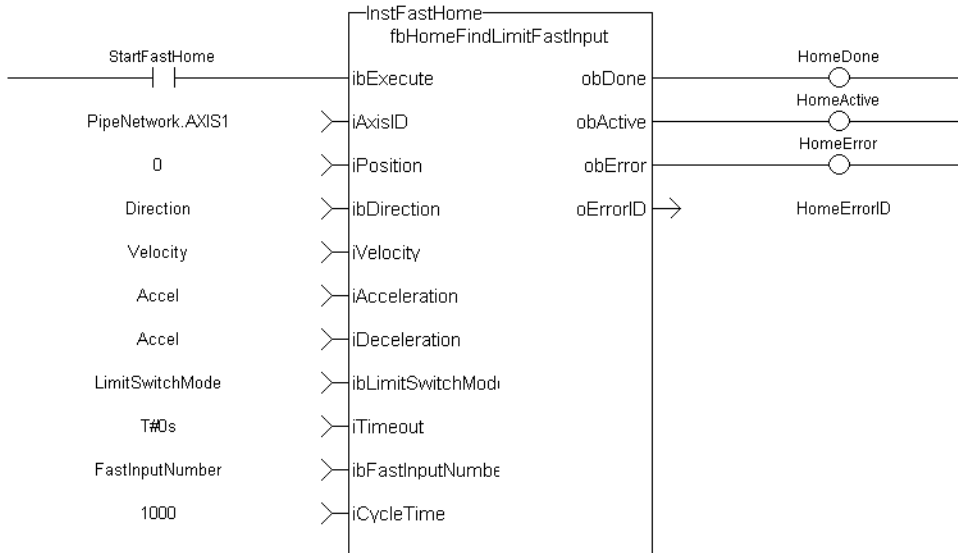 InstFastHome
fbHomeFindLimitFastInput
StartFastHome ibExecute obDone HomeDone
PipeNetwork.AXIS1 iAxisID obActive HomeActive
0 iPosition obError HomeError
Direction ibDirection oErrorID HomeErrorID
Velocity iVelocity
Accel iAcceleration
Accel iDeceleration
LimitSwitchMode ibLimitSwitchMod
T#0s iTimeout
FastInputNumber ibFastInputNumbe
1000 iCycleTime